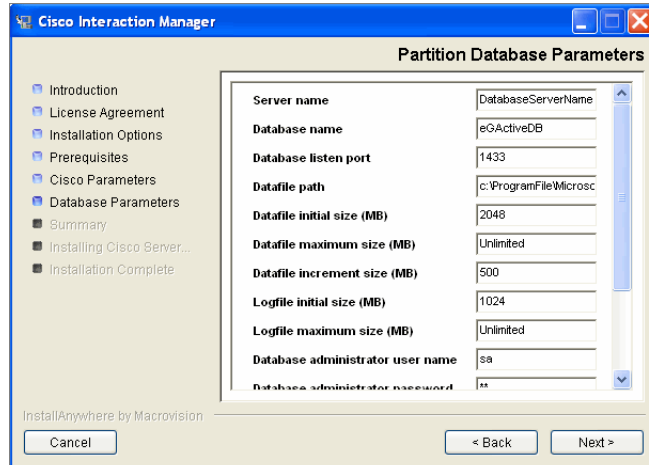 Cisco Interaction Manager
Partition Database Parameters
Introduction
License Agreement
Installation Options
Prerequisites
Cisco Parameters
Database Parameters
Summary
Installing Cisco Server...
Installation Complete
Server name DatabaseServerName
Database name eGActiveDB
Database listen port 1433
Datafile path c:\ProgramFile\Microsc
Datafile initial size (MB) 2048
Datafile maximum size (MB) Unlimited
Datafile increment size (MB) 500
Logfile initial size (MB) 1024
Logfile maximum size (MB) Unlimited
Database administrator user name sa
Database administrator password **
InstallAnywhere by Macrovision
Cancel < Back Next >